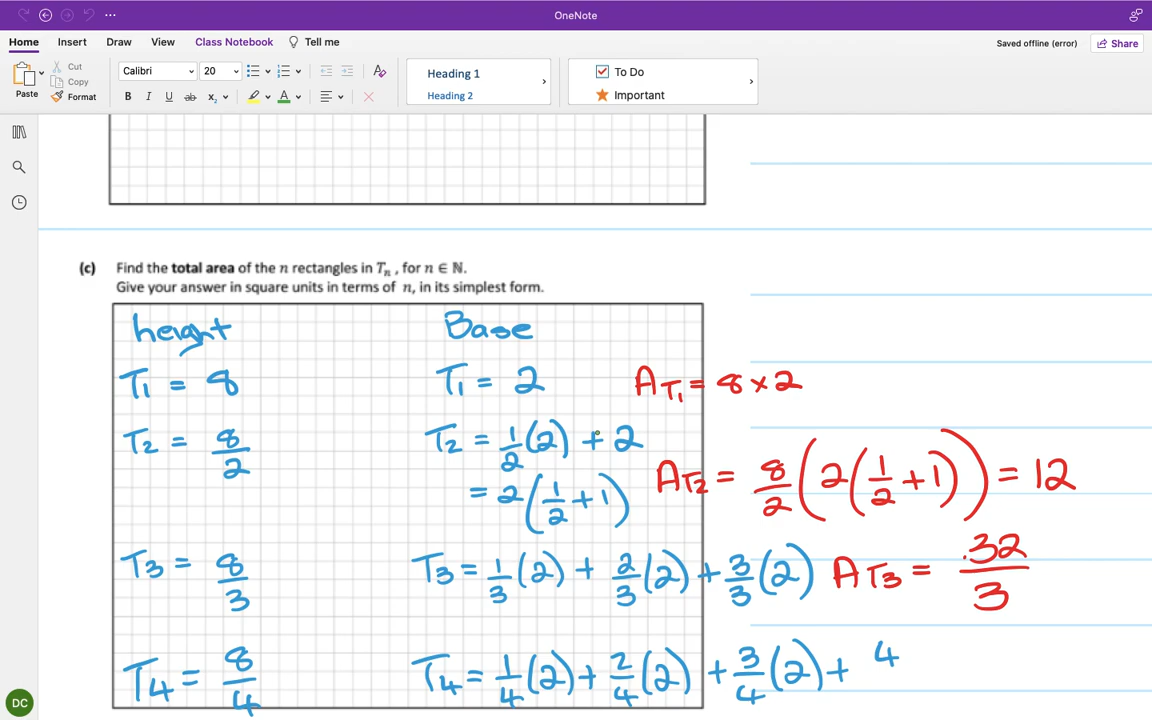 OneNote
Home Insert Draw View Class Notebook Tell me
Saved offline (error) Share
Paste Cut Copy Format
Calibri 20
Heading 1
Heading 2
To Do
Important
(c) Find the total area of the n rectangles in Tₙ , for n ∈ ℕ.
Give your answer in square units in terms of n, in its simplest form.
height Base
T₁ = 8 T₁ = 2 A T₁ = 8 × 2
T₂ = 8/2 T₂ = 1/2 (2) + 2
= 2 (1/2 + 1) A T₂ = 8/2 (2 (1/2 + 1)) = 12
T₃ = 8/3 T₃ = 1/3 (2) + 2/3 (2) + 3/3 (2) A T₃ = 32/3
T₄ = 8/4 T₄ = 1/4 (2) + 2/4 (2) + 3/4 (2) + 4
DC